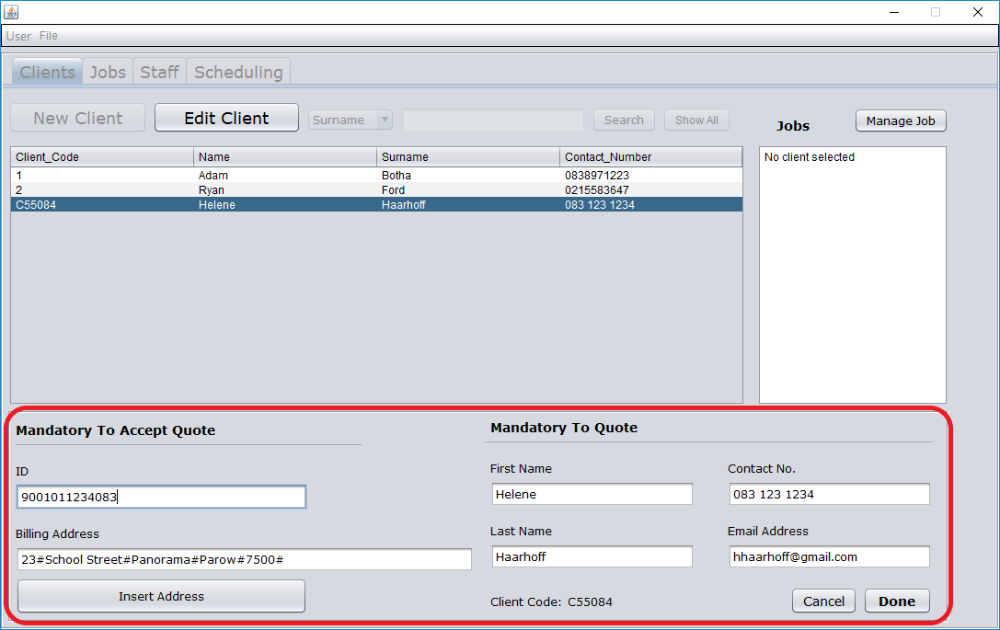 User File
Clients Jobs Staff Scheduling
New Client Edit Client Surname Search Show All Jobs Manage Job
Client_Code Name Surname Contact_Number
1 Adam Botha 0838971223
2 Ryan Ford 0215583647
C55084 Helene Haarhoff 083 123 1234
No client selected
Mandatory To Accept Quote
ID
9001011234083
Billing Address
23#School Street#Panorama#Parow#7500#
Insert Address
Mandatory To Quote
First Name Contact No.
Helene 083 123 1234
Last Name Email Address
Haarhoff hhaarhoff@gmail.com
Client Code: C55084 Cancel Done